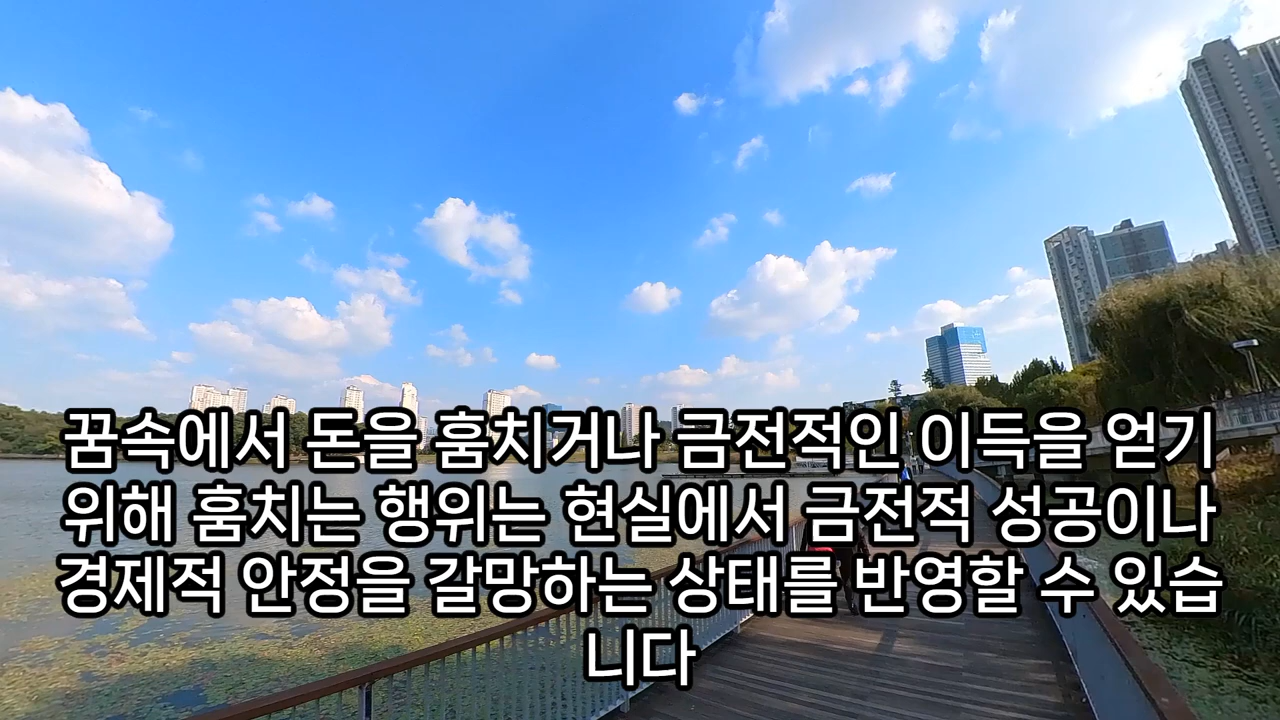 꿈속에서 돈을 훔치거나 금전적인 이득을 얻기
위해 훔치는 행위는 현실에서 금전적 성공이나
경제적 안정을 갈망하는 상태를 반영할 수 있습
니다